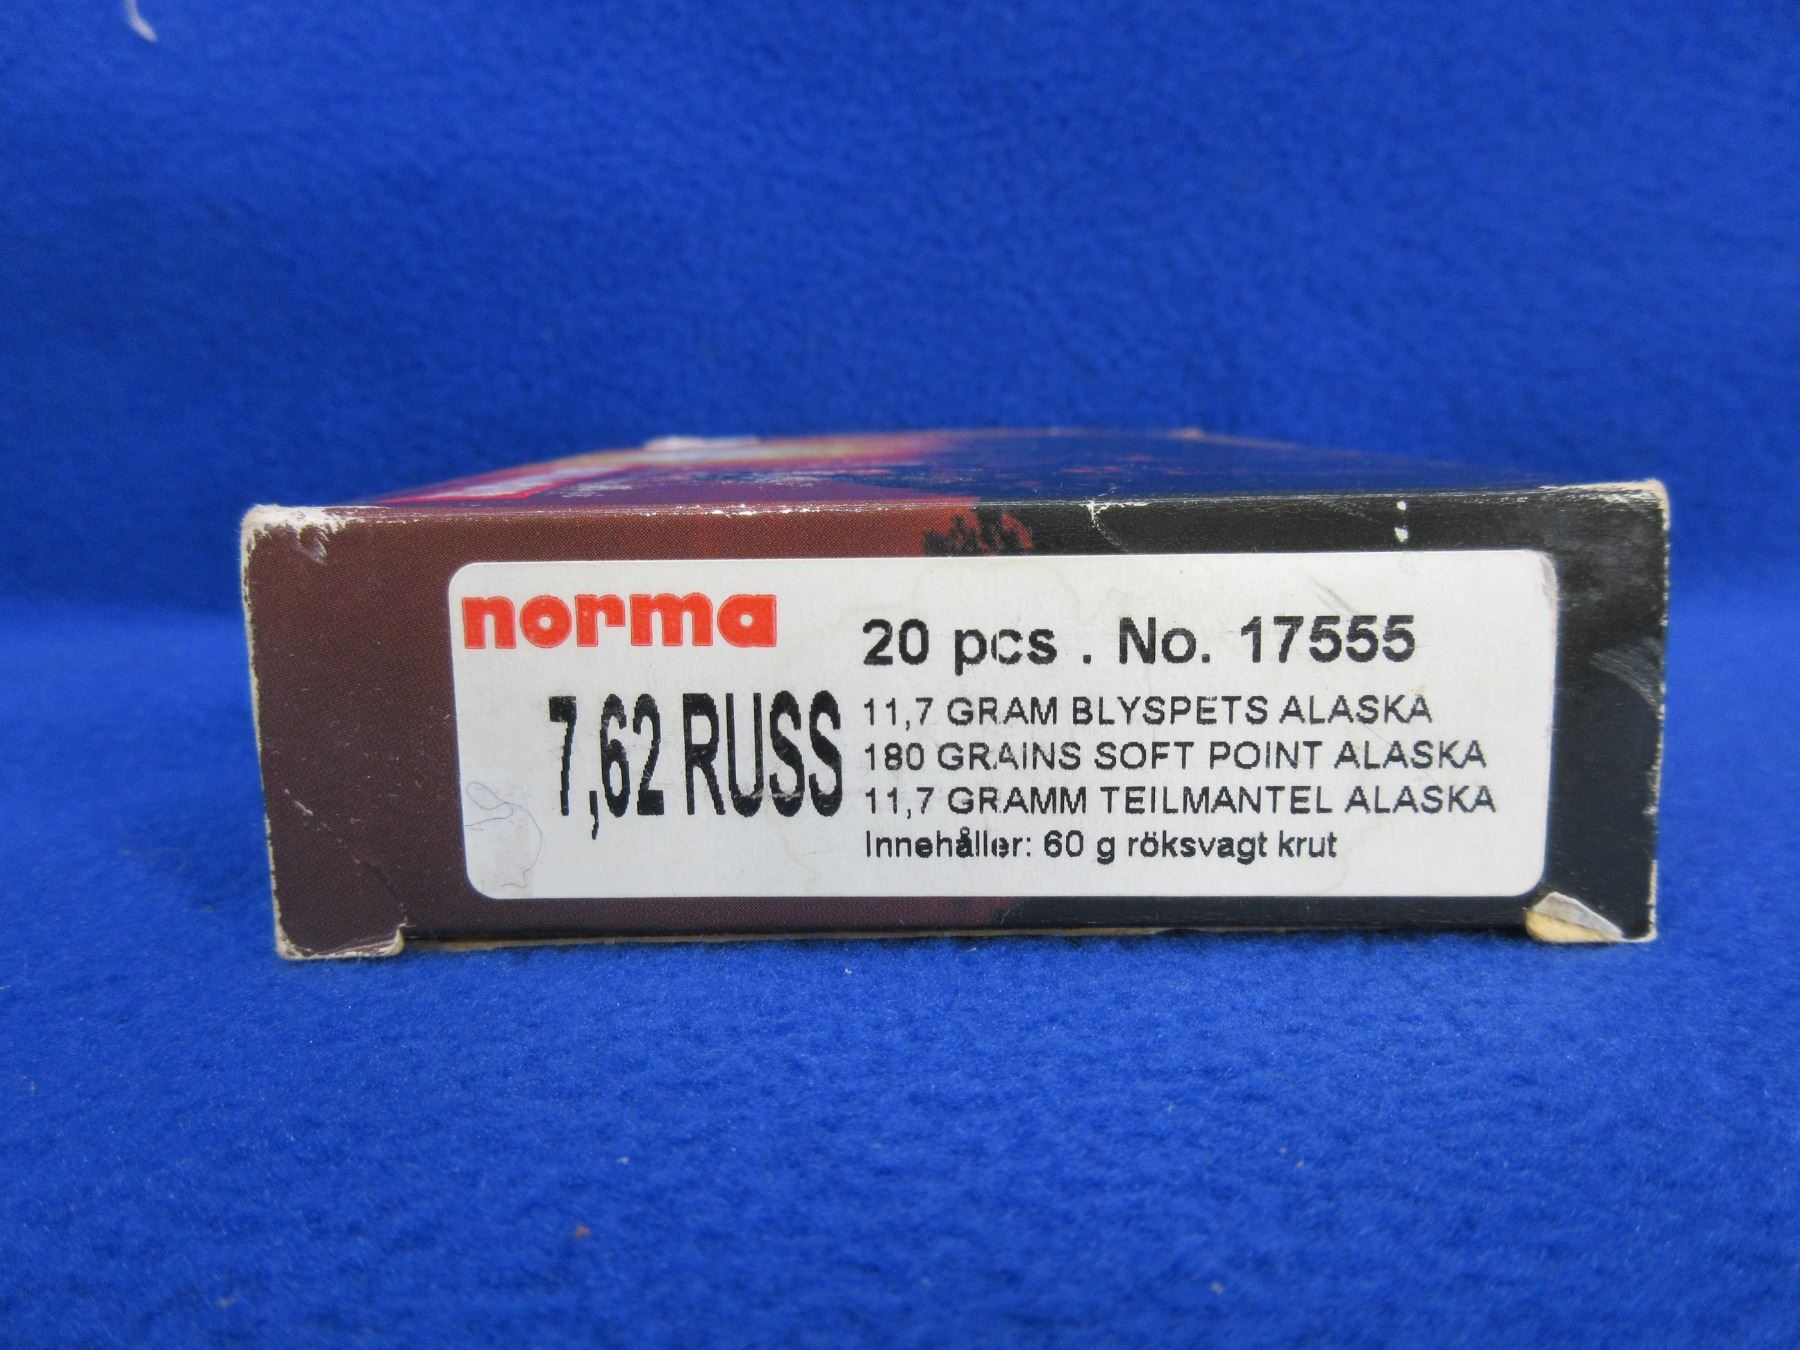 norma
20 pcs . No. 17555
7,62 RUSS
11,7 GRAM BLYSPETS ALASKA
180 GRAINS SOFT POINT ALASKA
11,7 GRAMM TEILMANTEL ALASKA
Innehåller: 60 g röksvagt krut